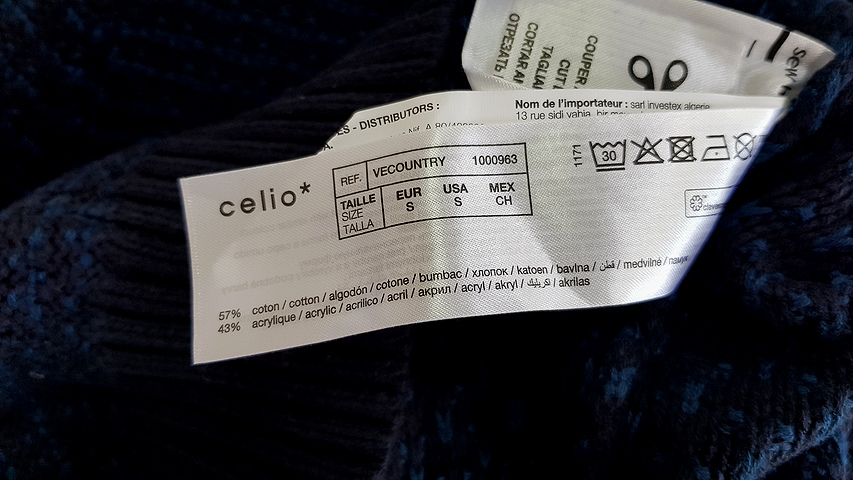 COUPER
CUT
TAGLIA
CORTAR
ОТРЕЗАТЬ
- DISTRIBUTORS :
Nom de l'importateur : sarl investex algerie
13 rue sidi yahia
celio*
REF. VECOUNTRY 1000963
TAILLE SIZE TALLA
EUR S
USA S
MEX CH
1171
30
57% coton / cotton / algodón / cotone / bumbac / хлопок / katoen / bavlna / قطن / medvilné / памук
43% acrylique / acrylic / acrílico / acrilico / acril / акрил / acryl / akryl / اكريليك / akrilas